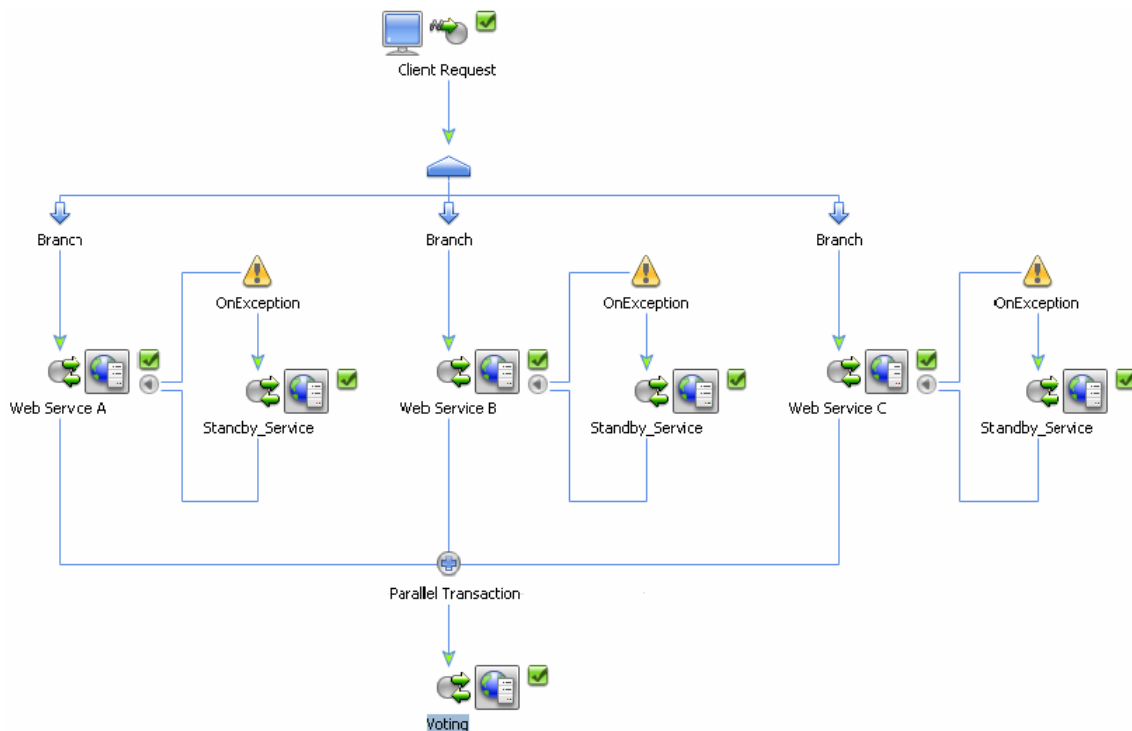 Client Request
Branch
Branch
Branch
OnException
OnException
OnException
Web Service A
Standby_Service
Web Service B
Standby_Service
Web Service C
Standby_Service
Parallel Transaction
Voting